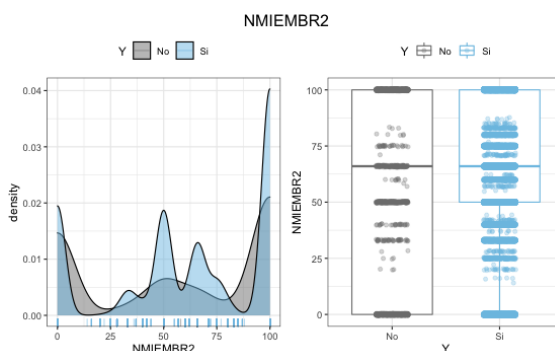 NMIEMBR2
Y No Si
Y No Si
0.04
0.03
0.02
0.01
0.00
density
0 25 50 75 100
NMIEMBR2
100
75
50
25
0
NMIEMBR2
No Si
Y